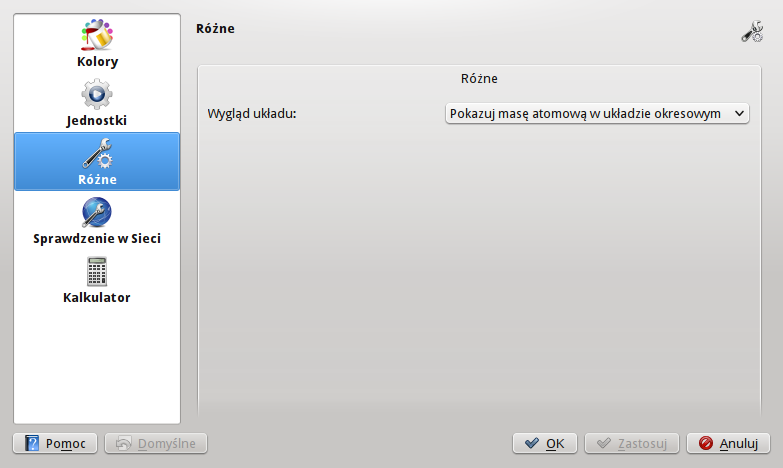 Kolory
Jednostki
Różne
Sprawdzenie w Sieci
Kalkulator
Różne
Różne
Wygląd układu: Pokazuj masę atomową w układzie okresowym
Pomoc Domyślne OK Zastosuj Anuluj